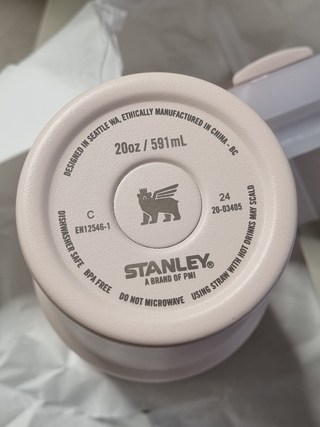 DESIGNED IN SEATTLE WA, ETHICALLY MANUFACTURED IN CHINA - BC
20oz / 591mL
C
EN12546-1
24
20-03405
STANLEY®
A BRAND OF PMI
DISHWASHER SAFE BPA FREE DO NOT MICROWAVE USING STRAW WITH HOT DRINKS MAY SCALD